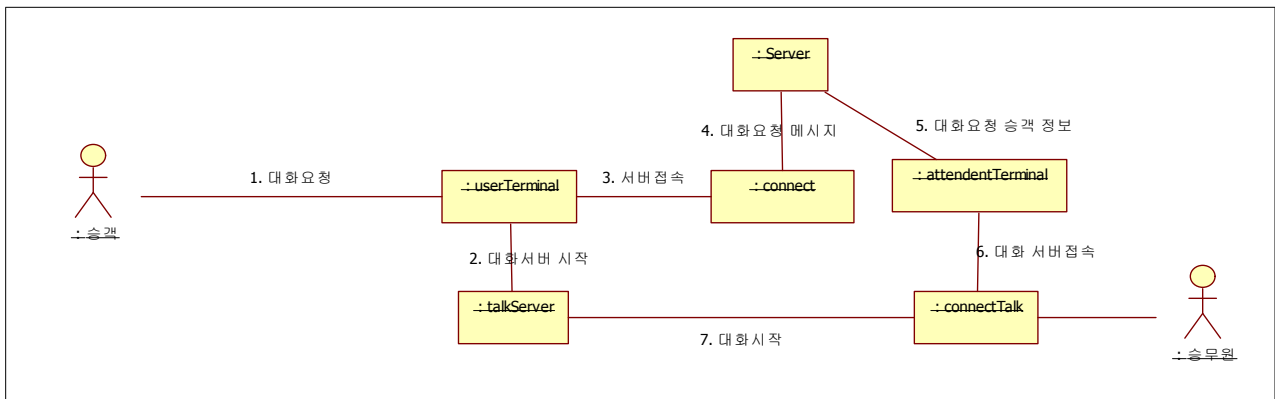 : Server
4. 대화요청 메시지
5. 대화요청 승객 정보
1. 대화요청
: userTerminal
3. 서버접속
: connect
: attendentTerminal
: 승객
2. 대화서버 시작
6. 대화 서버접속
: talkServer
: connectTalk
7. 대화시작
: 승무원